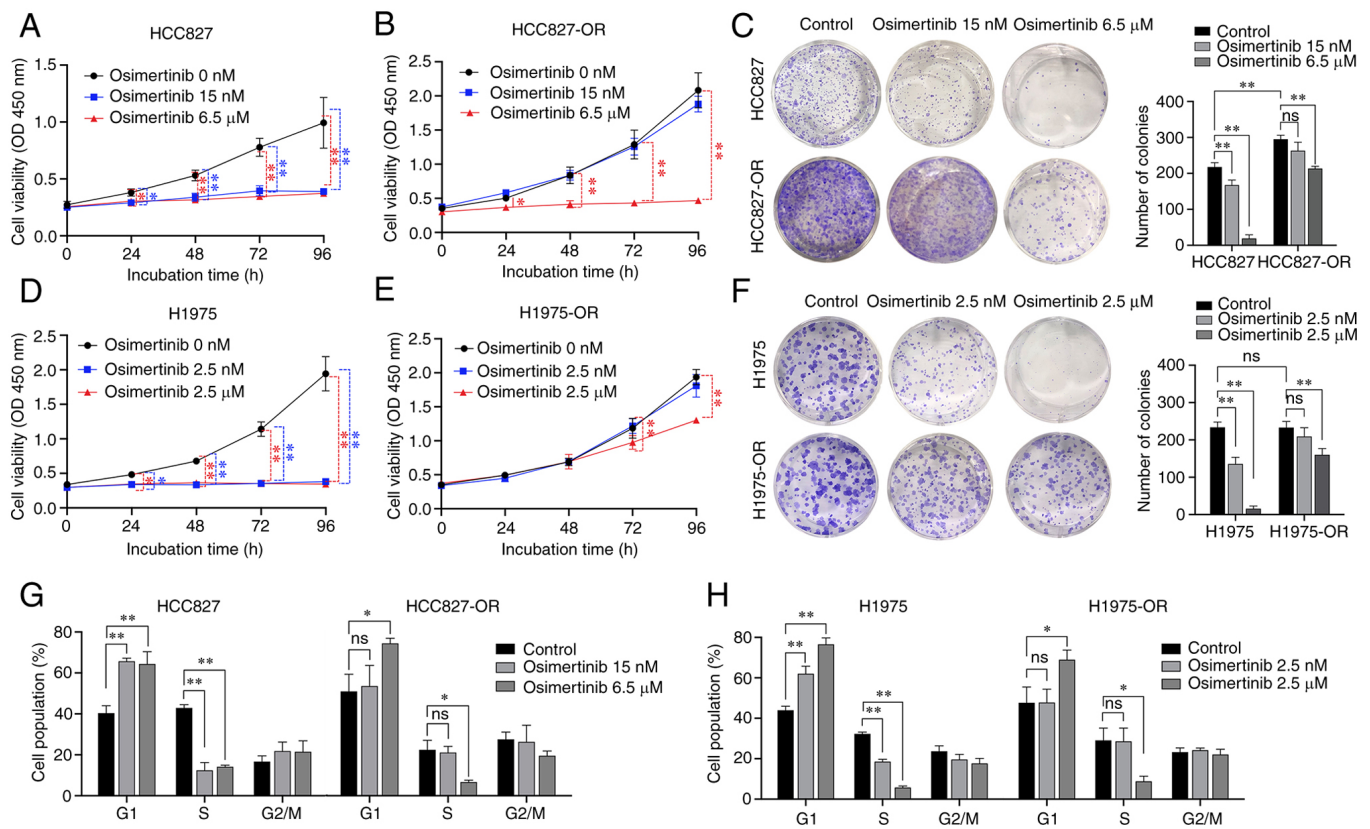 A
HCC827
Cell viability (OD 450 nm)
1.5
1.0
0.5
0.0
Osimertinib 0 nM
Osimertinib 15 nM
Osimertinib 6.5 μM
* *
** **
** **
** **
0 24 48 72 96
Incubation time (h)
B
HCC827-OR
Cell viability (OD 450 nm)
2.5
2.0
1.5
1.0
0.5
0.0
Osimertinib 0 nM
Osimertinib 15 nM
Osimertinib 6.5 μM
*
**
**
**
0 24 48 72 96
Incubation time (h)
C
Control Osimertinib 15 nM Osimertinib 6.5 μM
HCC827
HCC827-OR
Control
Osimertinib 15 nM
Osimertinib 6.5 μM
Number of colonies
400
300
200
100
0
**
** **
** ns
HCC827 HCC827-OR
D
H1975
Cell viability (OD 450 nm)
2.5
2.0
1.5
1.0
0.5
0.0
Osimertinib 0 nM
Osimertinib 2.5 nM
Osimertinib 2.5 μM
* *
** **
** **
** **
0 24 48 72 96
Incubation time (h)
E
H1975-OR
Cell viability (OD 450 nm)
2.5
2.0
1.5
1.0
0.5
0.0
Osimertinib 0 nM
Osimertinib 2.5 nM
Osimertinib 2.5 μM
**
**
0 24 48 72 96
Incubation time (h)
F
Control Osimertinib 2.5 nM Osimertinib 2.5 μM
H1975
H1975-OR
Control
Osimertinib 2.5 nM
Osimertinib 2.5 μM
Number of colonies
400
300
200
100
0
ns
** **
** ns
H1975 H1975-OR
G
HCC827 HCC827-OR
Cell population (%)
80
60
40
20
0
**
**
**
**
*
ns
*
ns
Control
Osimertinib 15 nM
Osimertinib 6.5 μM
G1 S G2/M G1 S G2/M
H
H1975 H1975-OR
Cell population (%)
80
60
40
20
0
**
**
**
**
*
ns
*
ns
Control
Osimertinib 2.5 nM
Osimertinib 2.5 μM
G1 S G2/M G1 S G2/M